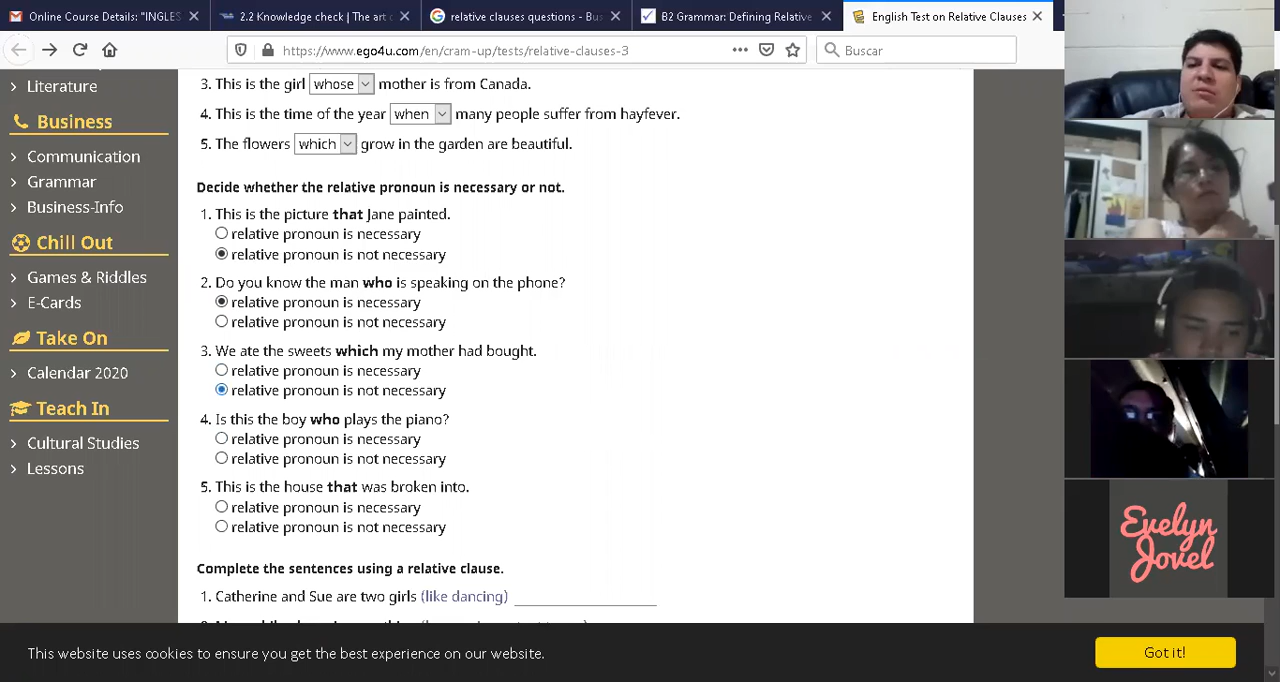 Online Course Details: "INGLES
2.2 Knowledge check | The art c
relative clauses questions - Bus
B2 Grammar: Defining Relative
English Test on Relative Clauses
https://www.ego4u.com/en/cram-up/tests/relative-clauses-3
Buscar
Literature
Business
Communication
Grammar
Business-Info
Chill Out
Games & Riddles
E-Cards
Take On
Calendar 2020
Teach In
Cultural Studies
Lessons
3. This is the girl whose mother is from Canada.
4. This is the time of the year when many people suffer from hayfever.
5. The flowers which grow in the garden are beautiful.
Decide whether the relative pronoun is necessary or not.
1. This is the picture that Jane painted.
relative pronoun is necessary
relative pronoun is not necessary
2. Do you know the man who is speaking on the phone?
relative pronoun is necessary
relative pronoun is not necessary
3. We ate the sweets which my mother had bought.
relative pronoun is necessary
relative pronoun is not necessary
4. Is this the boy who plays the piano?
relative pronoun is necessary
relative pronoun is not necessary
5. This is the house that was broken into.
relative pronoun is necessary
relative pronoun is not necessary
Complete the sentences using a relative clause.
1. Catherine and Sue are two girls (like dancing)
Evelyn
Jovel
This website uses cookies to ensure you get the best experience on our website.
Got it!